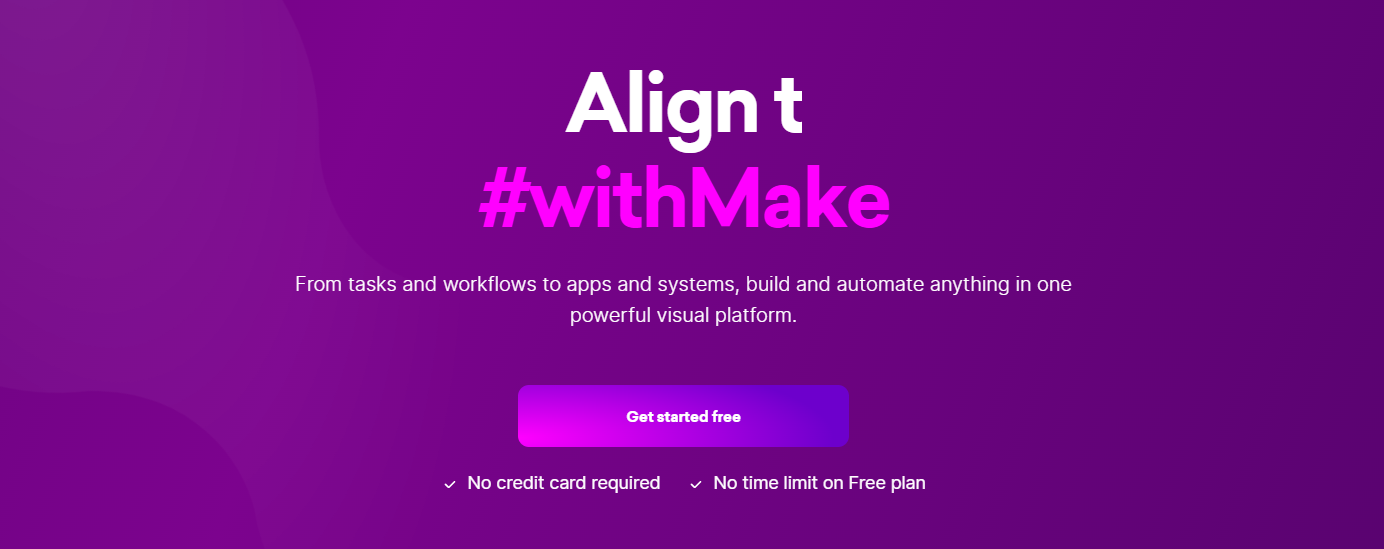 Align t
#withMake
From tasks and workflows to apps and systems, build and automate anything in one
powerful visual platform.
Get started free
No credit card required
No time limit on Free plan